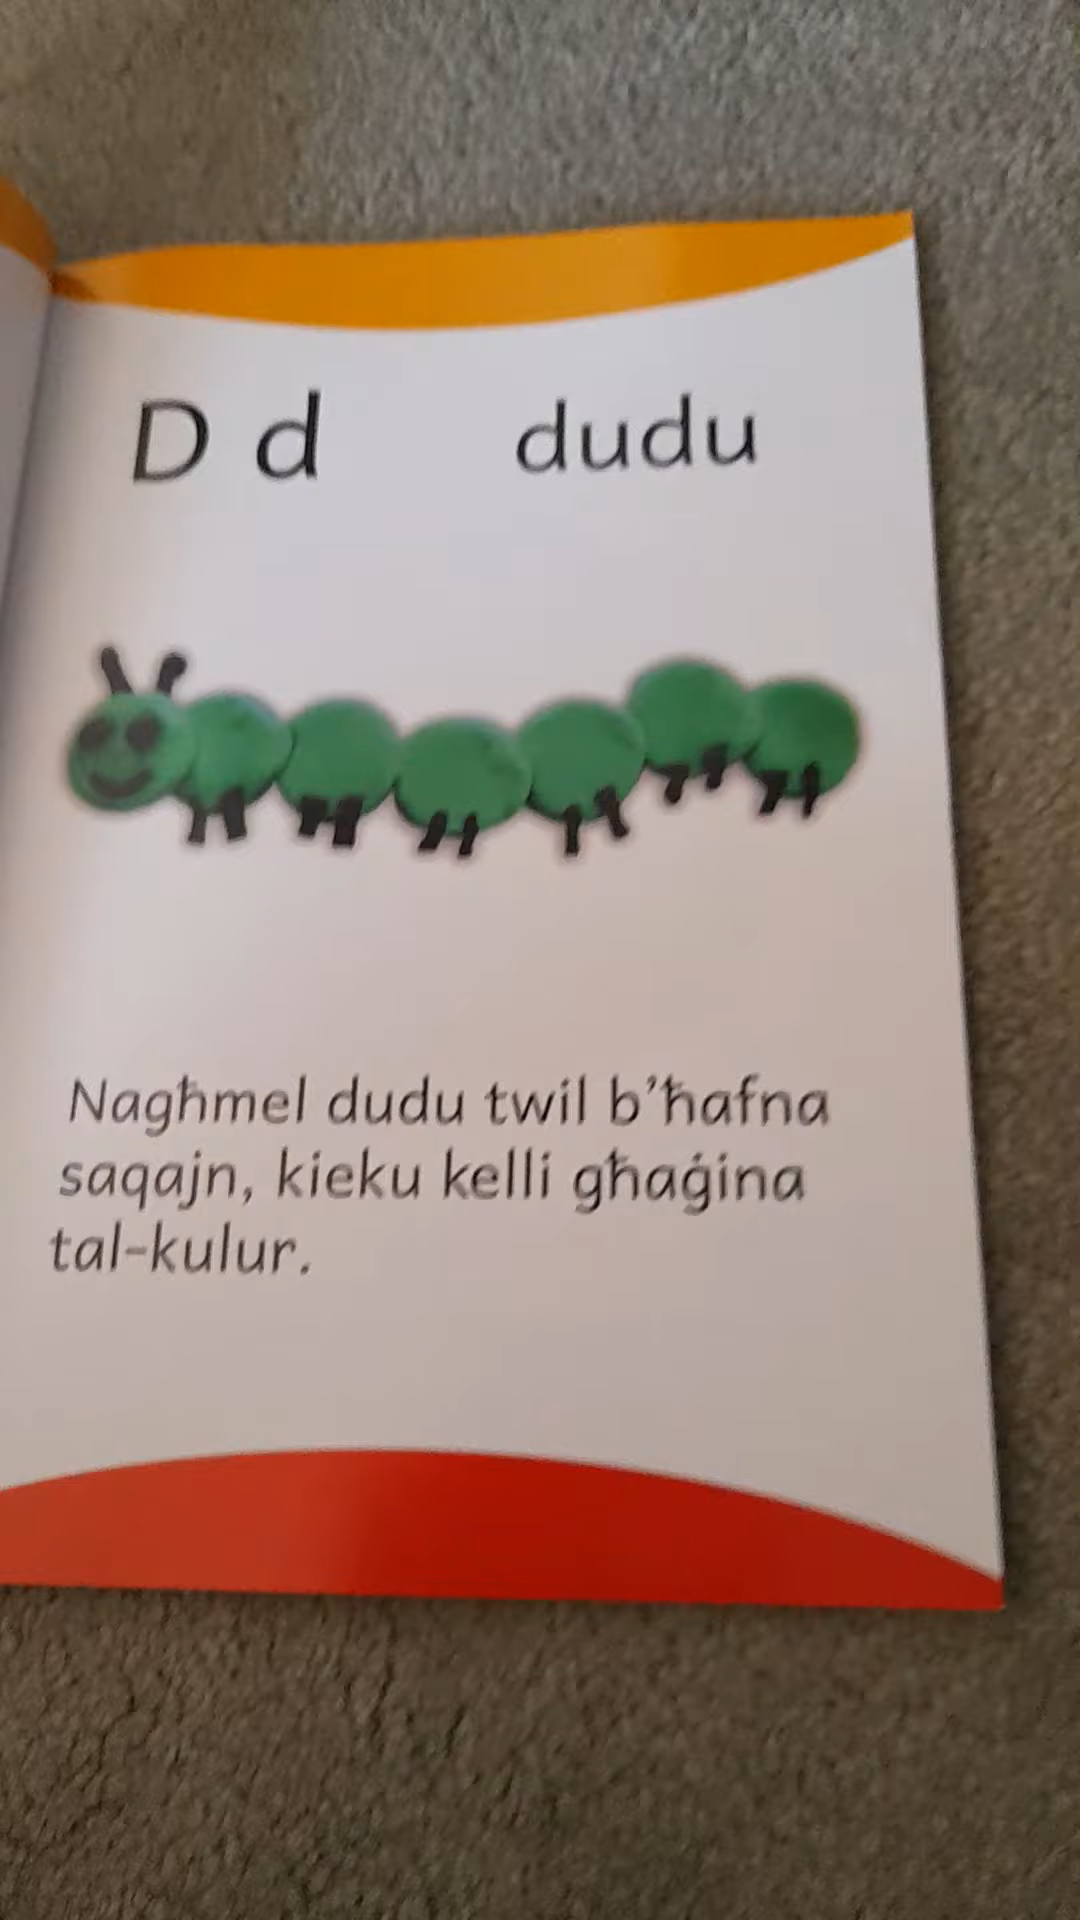 D d dudu
Nagħmel dudu twil b’ħafna
saqajn, kieku kelli għaġina
tal-kulur.